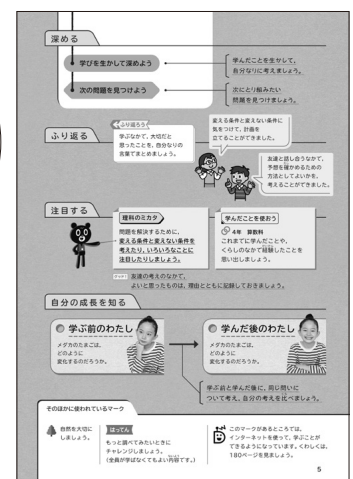 深める
学びを生かして深めよう
学んだことを生かして、
自分なりに考えましょう。
次の問題を見つけよう
次にとり組みたい
問題を見つけましょう。
ふり返る
ふり返ろう
学ぶなかで、大切だと
思ったことを、自分なりの
言葉でまとめましょう。
変える条件と変えない条件に
気をつけて、計画を
立てることができました。
友達と話し合うなかで、
予想を確かめるための
方法としてよいかを、
考えることができました。
注目する
理科のミカタ
問題を解決するために、
変える条件と変えない条件を
考えたり、いろいろなことに
注目したりしましょう。
学んだことを使おう
4年 算数科
これまでに学んだことや、
くらしのなかで経験したことを
思い出しましょう。
友達の考えのなかで、
よいと思ったものは、理由とともに記録しておきましょう。
自分の成長を知る
学ぶ前のわたし
メダカのたまごは、
どのように
変化するのだろうか。
学んだ後のわたし
メダカのたまごは、
どのように
変化するのだろうか。
学ぶ前と学んだ後に、同じ問いに
ついて考え、自分の考えを比べましょう。
そのほかに使われているマーク
自然を大切に
しましょう。
はってん
もっと調べてみたいときに
チャレンジしましょう。
(全員が学ばなくてもよい内容です。)
このマークがあるところでは、
インターネットを使って、学ぶことが
できるようになっています。くわしくは、
180ページを見ましょう。
5